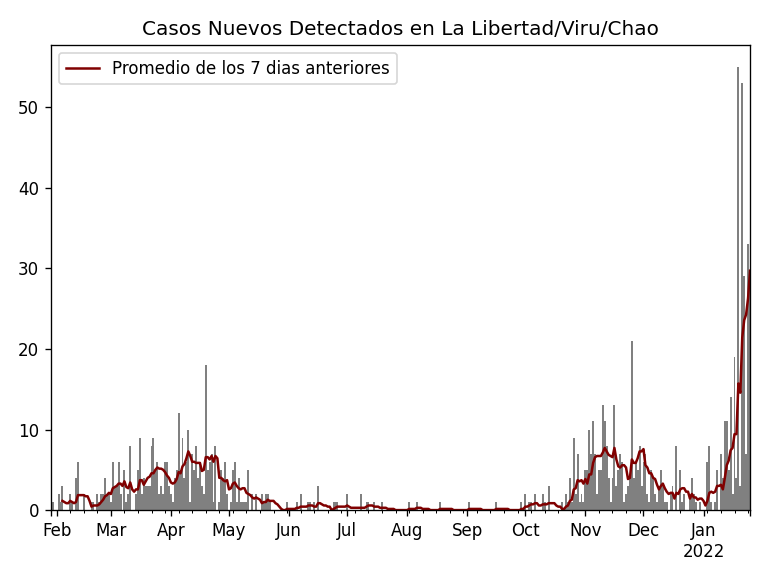 Casos Nuevos Detectados en La Libertad/Viru/Chao
Promedio de los 7 dias anteriores
50
40
30
20
10
0
Feb Mar Apr May Jun Jul Aug Sep Oct Nov Dec Jan
2022